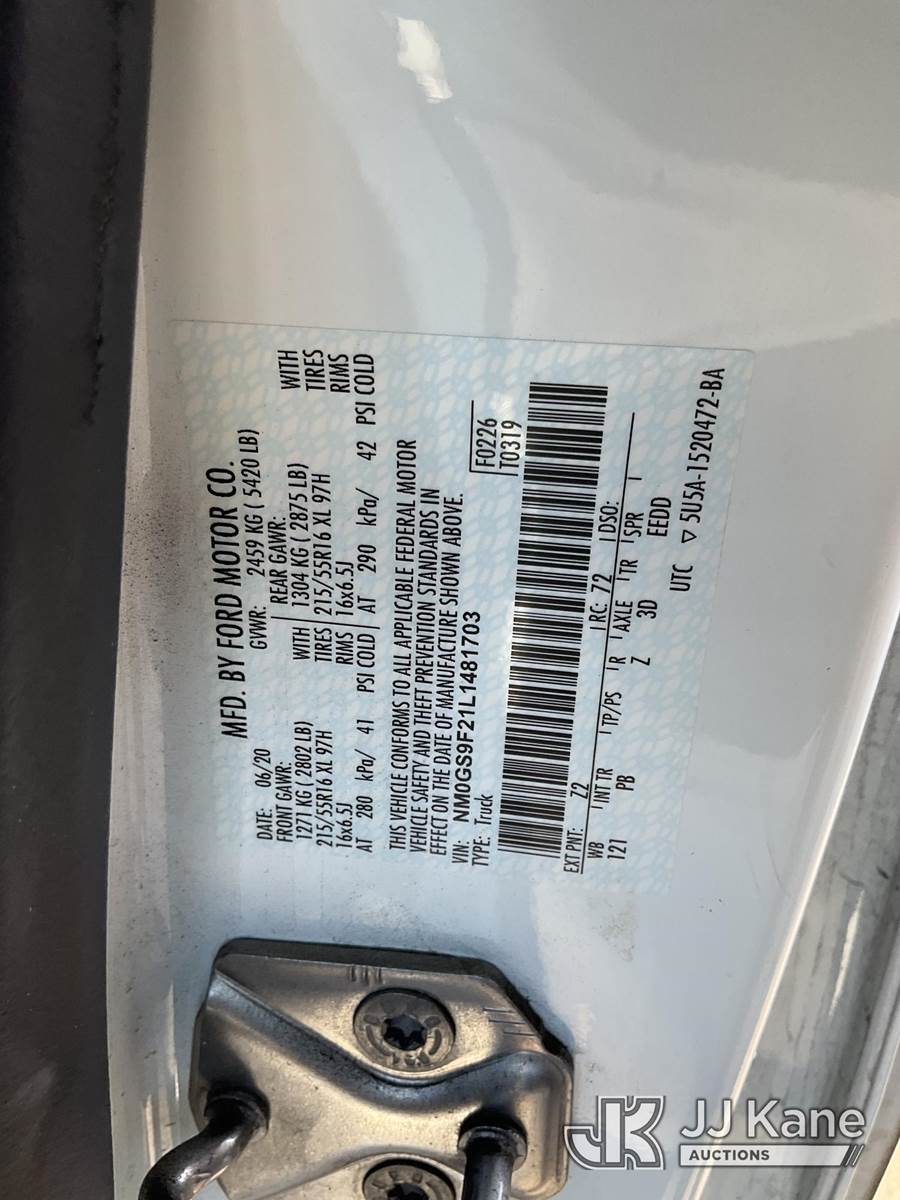 MFD. BY FORD MOTOR CO.
DATE: 06/20 GVWR: 2459 KG ( 5420 LB)
FRONT GAWR: REAR GAWR:
1271 KG ( 2802 LB) WITH 1304 KG ( 2875 LB) WITH
215/55R16 XL 97H TIRES 215/55R16 XL 97H TIRES
16x6.5J RIMS 16x6.5J RIMS
AT 280 kPa/ 41 PSI COLD AT 290 kPa/ 42 PSI COLD
THIS VEHICLE CONFORMS TO ALL APPLICABLE FEDERAL MOTOR
VEHICLE SAFETY AND THEFT PREVENTION STANDARDS IN
EFFECT ON THE DATE OF MANUFACTURE SHOWN ABOVE.
VIN: NM0GS9F21L1481703 F0226
TYPE: Truck T0319
EXT PNT: Z2 RC: 72 DSO:
WB INT TR TP/PS R AXLE TR SPR
121 PB Z 3D EEDD
UTC ▽ 5U5A-1520472-BA
JK JJ Kane
AUCTIONS